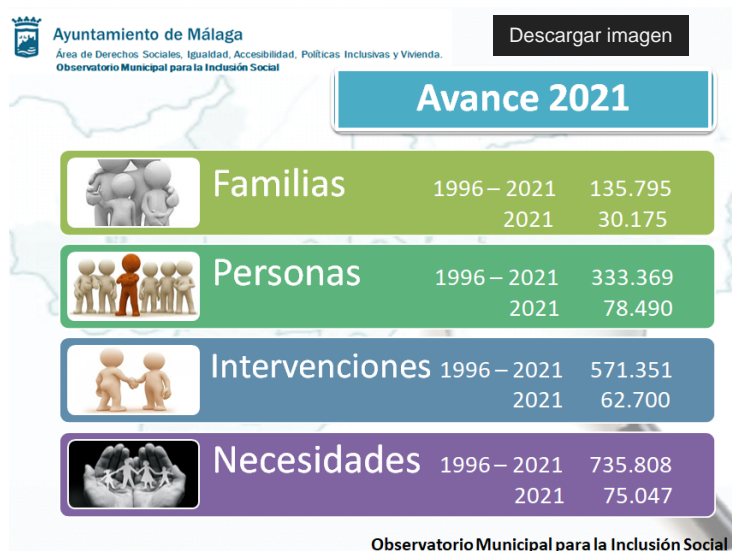 Ayuntamiento de Málaga
Área de Derechos Sociales, Igualdad, Accesibilidad, Políticas Inclusivas y Vivienda.
Observatorio Municipal para la Inclusión Social
Descargar imagen
Avance 2021
Familias 1996 – 2021 135.795
2021 30.175
Personas 1996 – 2021 333.369
2021 78.490
Intervenciones 1996 – 2021 571.351
2021 62.700
Necesidades 1996 – 2021 735.808
2021 75.047
Observatorio Municipal para la Inclusión Social